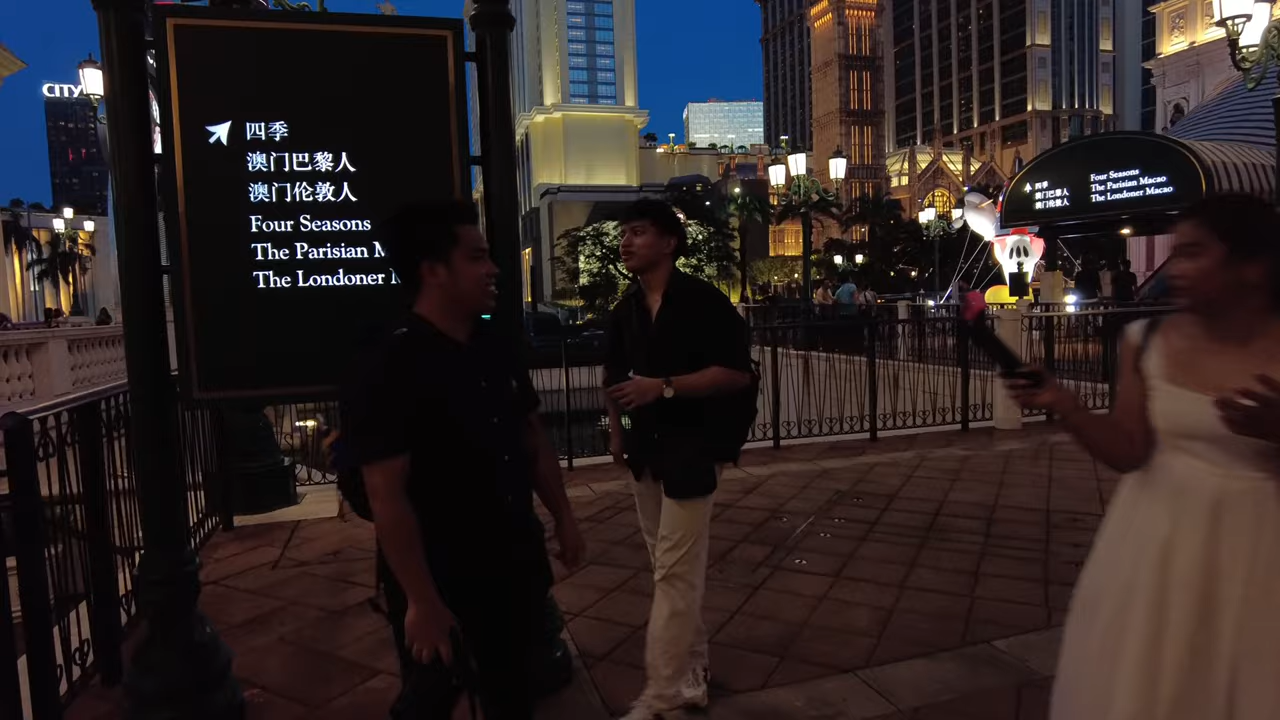 CITY
四季
澳门巴黎人
澳门伦敦人
Four Seasons
The Parisian
The Londoner
四季
澳门巴黎人
澳门伦敦人
Four Seasons
The Parisian Macao
The Londoner Macao